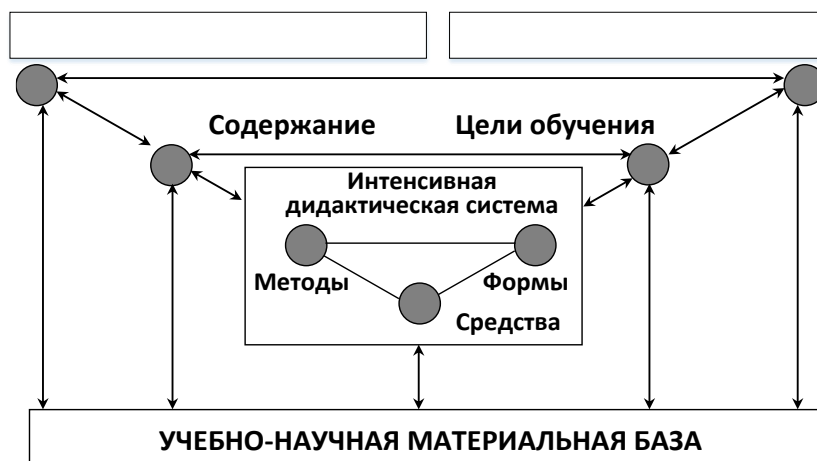 Содержание
Цели обучения
Интенсивная
дидактическая система
Методы
Формы
Средства
УЧЕБНО-НАУЧНАЯ МАТЕРИАЛЬНАЯ БАЗА